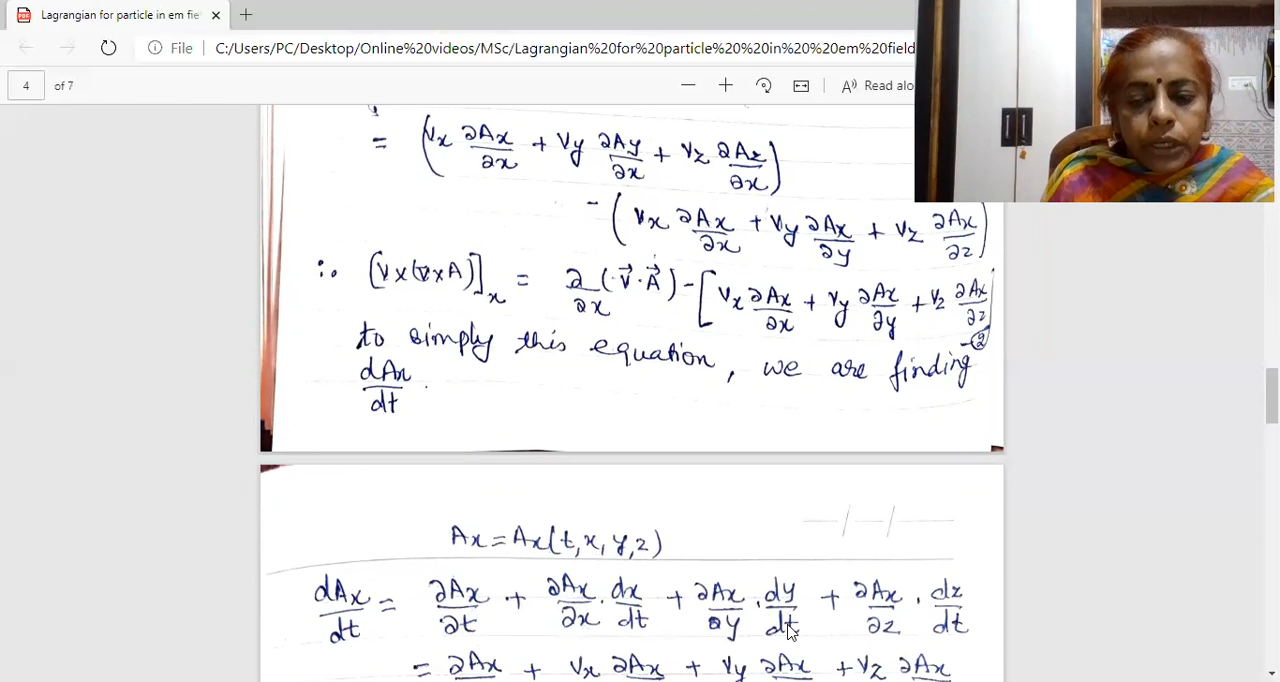 Lagrangian for particle in em fie
File C:/Users/PC/Desktop/Online%20videos/MSc/Lagrangian%20for%20particle%20%20in%20%20em%20field
4 of 7 Read alo
= (Vx ∂Ax/∂x + Vy ∂Ay/∂x + Vz ∂Az/∂x)
- (Vx ∂Ax/∂x + Vy ∂Ax/∂y + Vz ∂Ax/∂z)
∴ [V×(∇×A)]x = ∂/∂x (V⃗·A⃗) - [Vx ∂Ax/∂x + Vy ∂Ax/∂y + Vz ∂Ax/∂z]
-②
to simply this equation, we are finding
dAx/dt.
Ax = Ax(t, x, y, z)
dAx/dt = ∂Ax/∂t + ∂Ax/∂x · dx/dt + ∂Ax/∂y · dy/dt + ∂Ax/∂z · dz/dt
= ∂Ax + Vx ∂Ax + Vy ∂Ax + Vz ∂Ax